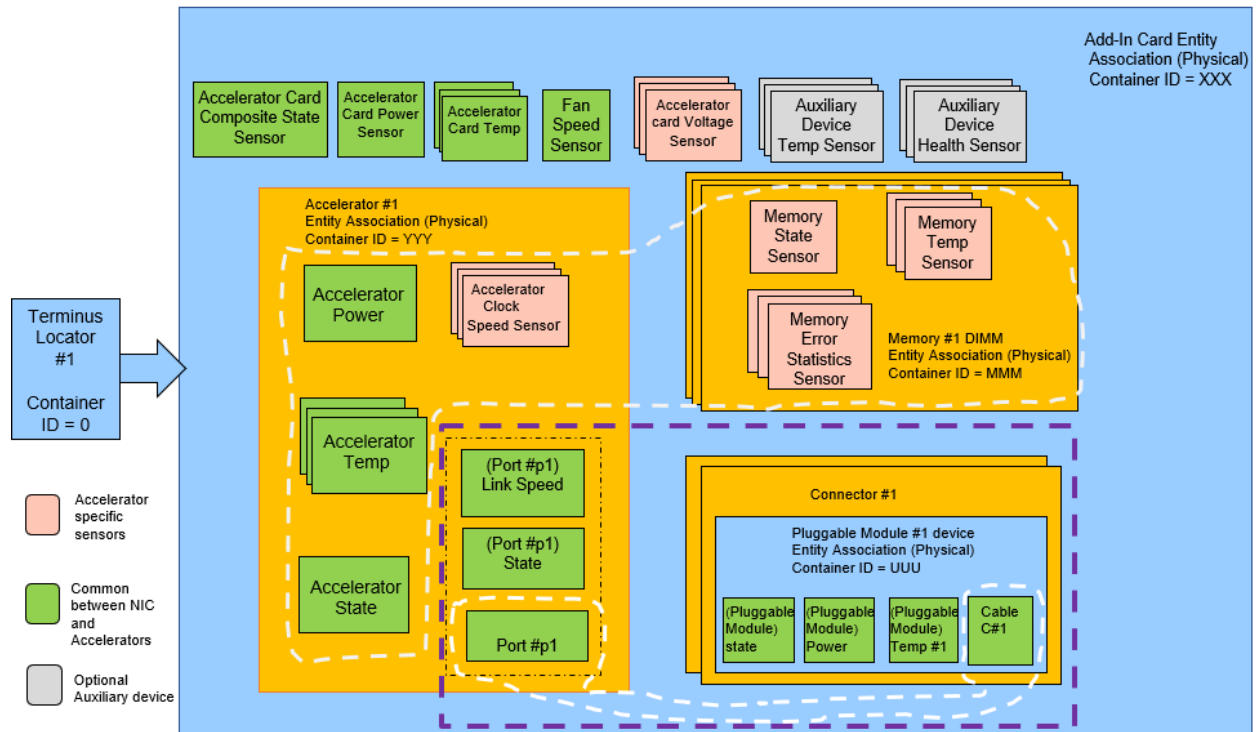 Add-In Card Entity
Association (Physical)
Container ID = XXX
Accelerator Card
Composite State
Sensor
Accelerator
Card Power
Sensor
Accelerator
Card Temp
Fan
Speed
Sensor
Accelerator
card Voltage
Sensor
Auxiliary
Device
Temp Sensor
Auxiliary
Device
Health Sensor
Accelerator #1
Entity Association (Physical)
Container ID = YYY
Accelerator
Power
Accelerator
Clock
Speed Sensor
Memory
State
Sensor
Memory
Temp
Sensor
Memory
Error
Statistics
Sensor
Memory #1 DIMM
Entity Association (Physical)
Container ID = MMM
Terminus
Locator
#1
Container
ID = 0
Accelerator
Temp
(Port #p1)
Link Speed
(Port #p1)
State
Port #p1
Accelerator
State
Connector #1
Pluggable Module #1 device
Entity Association (Physical)
Container ID = UUU
(Pluggable
Module)
state
(Pluggable
Module)
Power
(Pluggable
Module)
Temp #1
Cable
C#1
Accelerator
specific
sensors
Common
between NIC
and
Accelerators
Optional
Auxiliary device